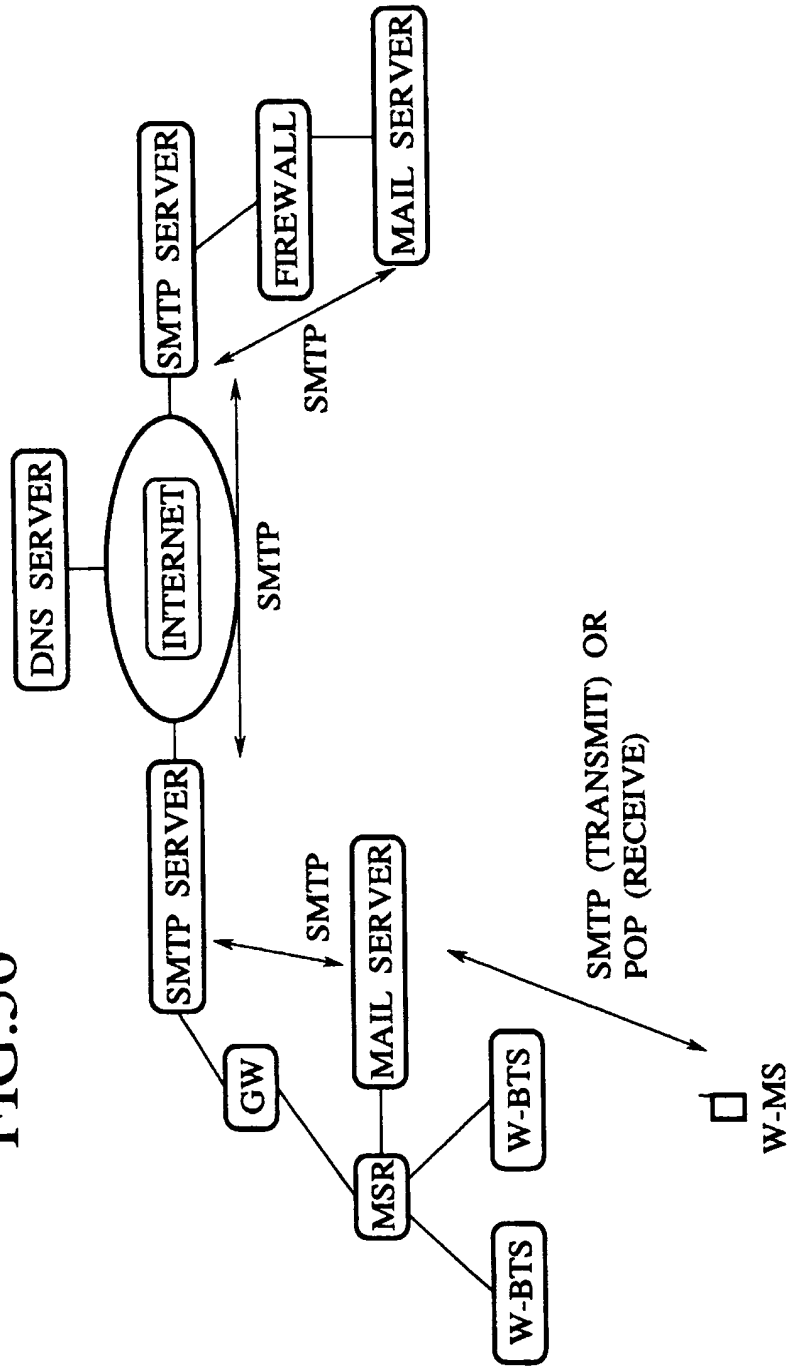 FIG.
DNS SERVER
SMTP SERVER
INTERNET
SMTP SERVER
SMTP
GW
FIREWALL
SMTP
SMTP
MSR
MAIL SERVER
MAIL SERVER
W-BTS
W-BTS
SMTP (TRANSMIT) OR
POP (RECEIVE)
W-MS